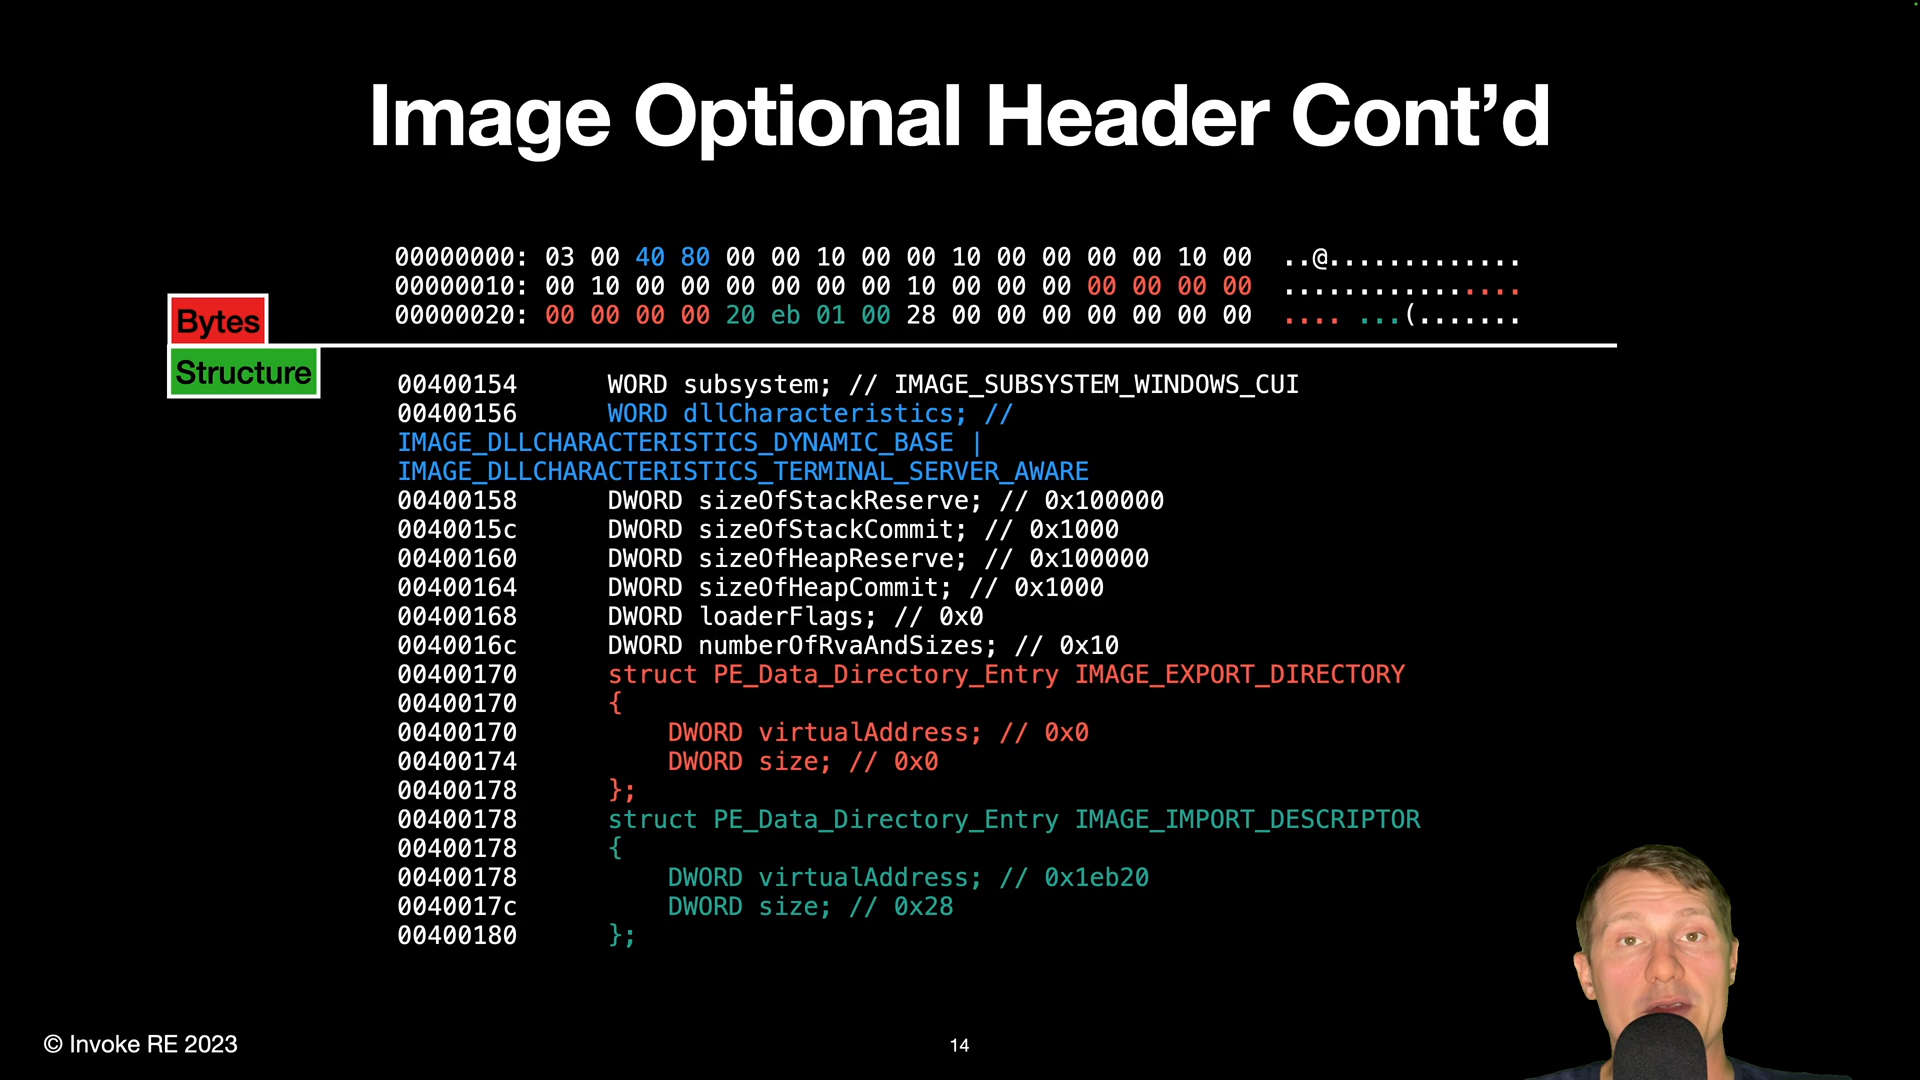 Image Optional Header Cont’d
00000000: 03 00 40 80 00 00 10 00 00 10 00 00 00 00 10 00 ..@.............
00000010: 00 10 00 00 00 00 00 00 10 00 00 00 00 00 00 00 ................
Bytes
00000020: 00 00 00 00 20 eb 01 00 28 00 00 00 00 00 00 00 .... ...(.......
Structure
00400154 WORD subsystem; // IMAGE_SUBSYSTEM_WINDOWS_CUI
00400156 WORD dllCharacteristics; //
IMAGE_DLLCHARACTERISTICS_DYNAMIC_BASE |
IMAGE_DLLCHARACTERISTICS_TERMINAL_SERVER_AWARE
00400158 DWORD sizeOfStackReserve; // 0x100000
0040015c DWORD sizeOfStackCommit; // 0x1000
00400160 DWORD sizeOfHeapReserve; // 0x100000
00400164 DWORD sizeOfHeapCommit; // 0x1000
00400168 DWORD loaderFlags; // 0x0
0040016c DWORD numberOfRvaAndSizes; // 0x10
00400170 struct PE_Data_Directory_Entry IMAGE_EXPORT_DIRECTORY
00400170 {
00400170 DWORD virtualAddress; // 0x0
00400174 DWORD size; // 0x0
00400178 };
00400178 struct PE_Data_Directory_Entry IMAGE_IMPORT_DESCRIPTOR
00400178 {
00400178 DWORD virtualAddress; // 0x1eb20
0040017c DWORD size; // 0x28
00400180 };
© Invoke RE 2023
14